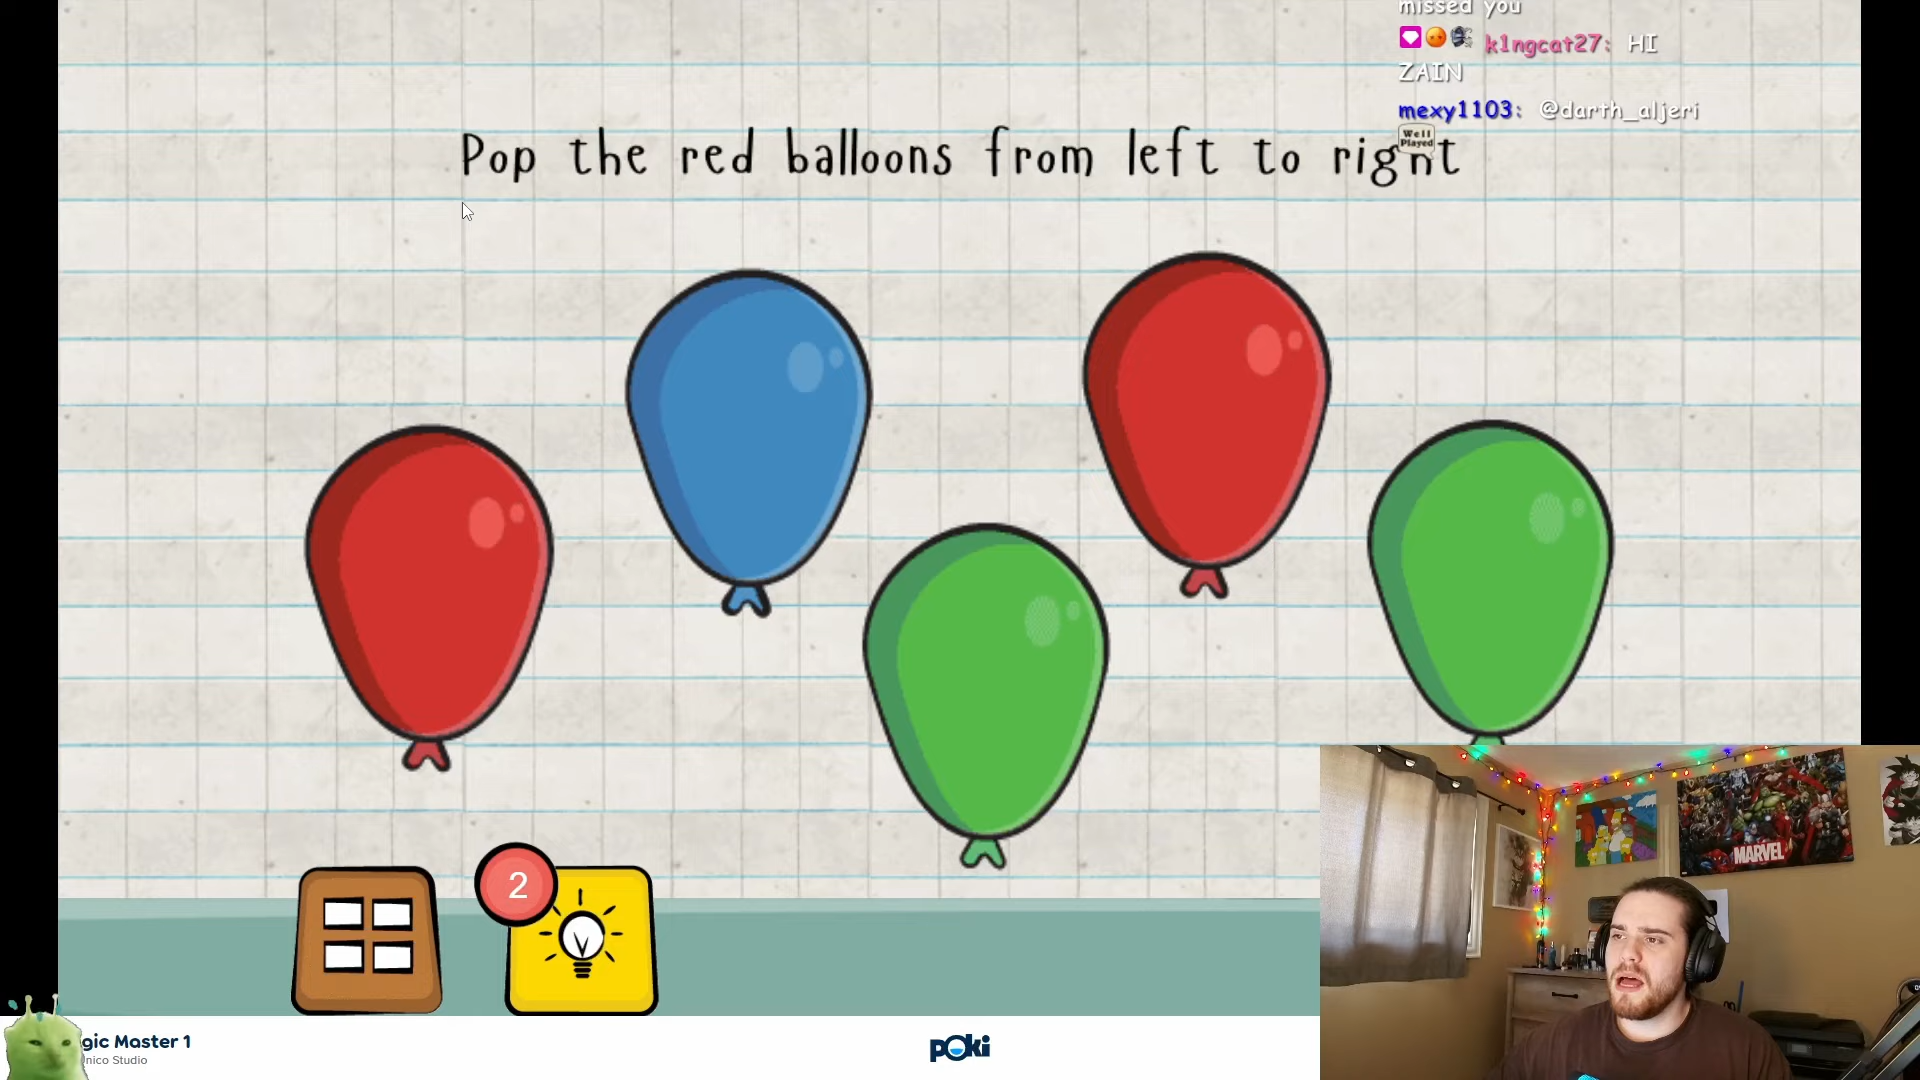 missed you
k1ngcat27: HI
ZAIN
mexy1103: @darth_aljeri
Well
Played
Pop the red balloons from left to right
2
MARVEL
gic Master 1
nico Studio
poki